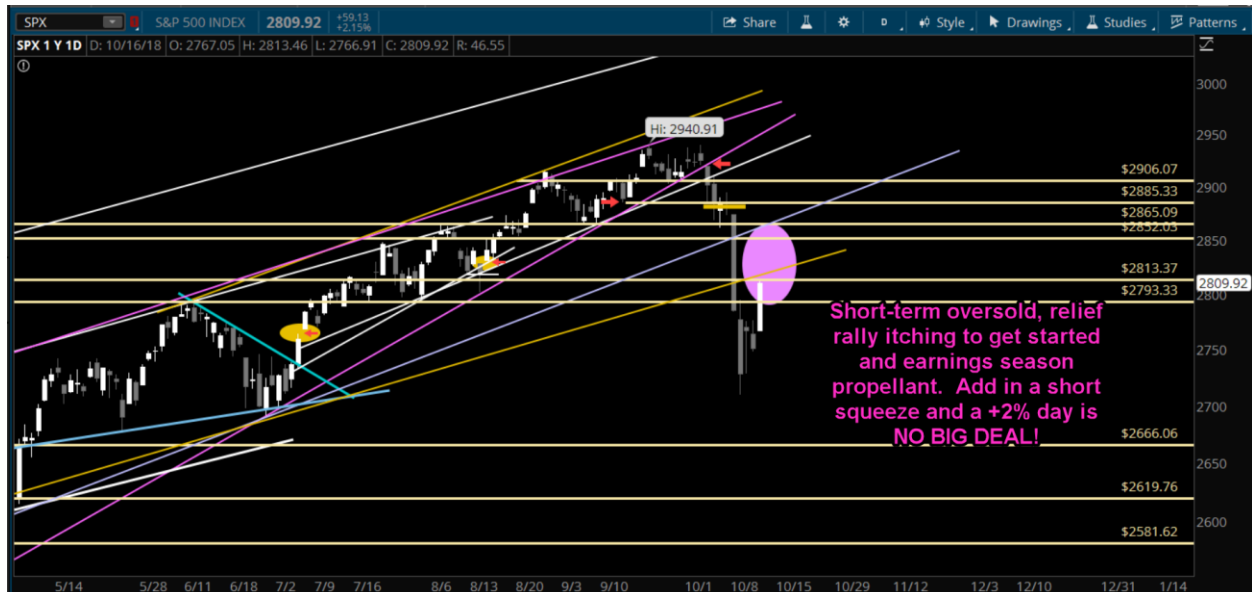 SPX S&P 500 INDEX 2809.92 +59.13 Share D Style Drawings Studies Patterns
+2.15%
SPX 1 Y 1D D: 10/16/18 O: 2767.05 H: 2813.46 L: 2766.91 C: 2809.92 R: 46.55
3000
Hi: 2940.91
2950
$2906.07
2900
$2885.33
$2865.09
$2852.03
2850
$2813.37
2809.92
$2793.33
2800
Short-term oversold, relief
rally itching to get started
and earnings season
propellant. Add in a short
squeeze and a +2% day is
NO BIG DEAL!
2750
2700
$2666.06
2650
$2619.76
2600
$2581.62
5/14 5/28 6/11 6/18 7/2 7/9 7/16 8/6 8/13 8/20 9/3 9/10 10/1 10/8 10/15 10/29 11/12 12/3 12/10 12/31 1/14